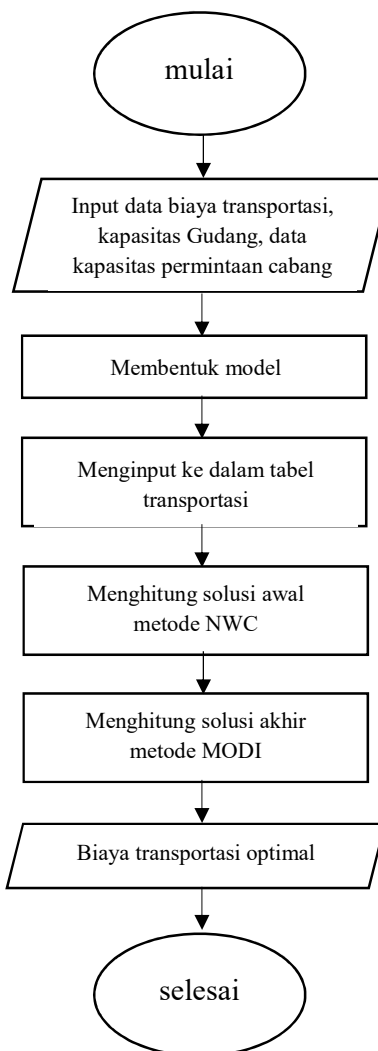 mulai
Input data biaya transportasi,
kapasitas Gudang, data
kapasitas permintaan cabang
Membentuk model
Menginput ke dalam tabel
transportasi
Menghitung solusi awal
metode NWC
Menghitung solusi akhir
metode MODI
Biaya transportasi optimal
selesai